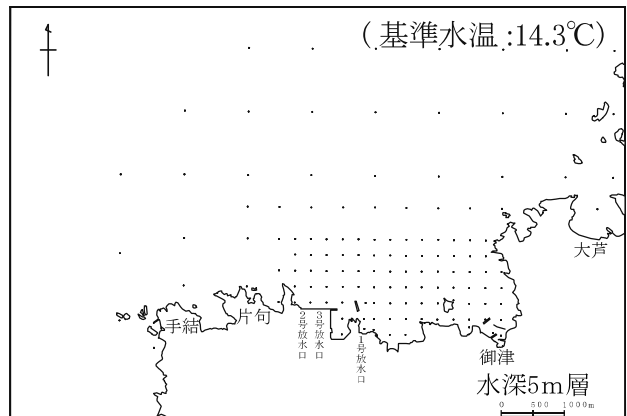 (基準水温:14.3℃)
大芦
手結
片句
2号放水口
3号放水口
1号放水口
御津
水深5m層
0 500 1000m